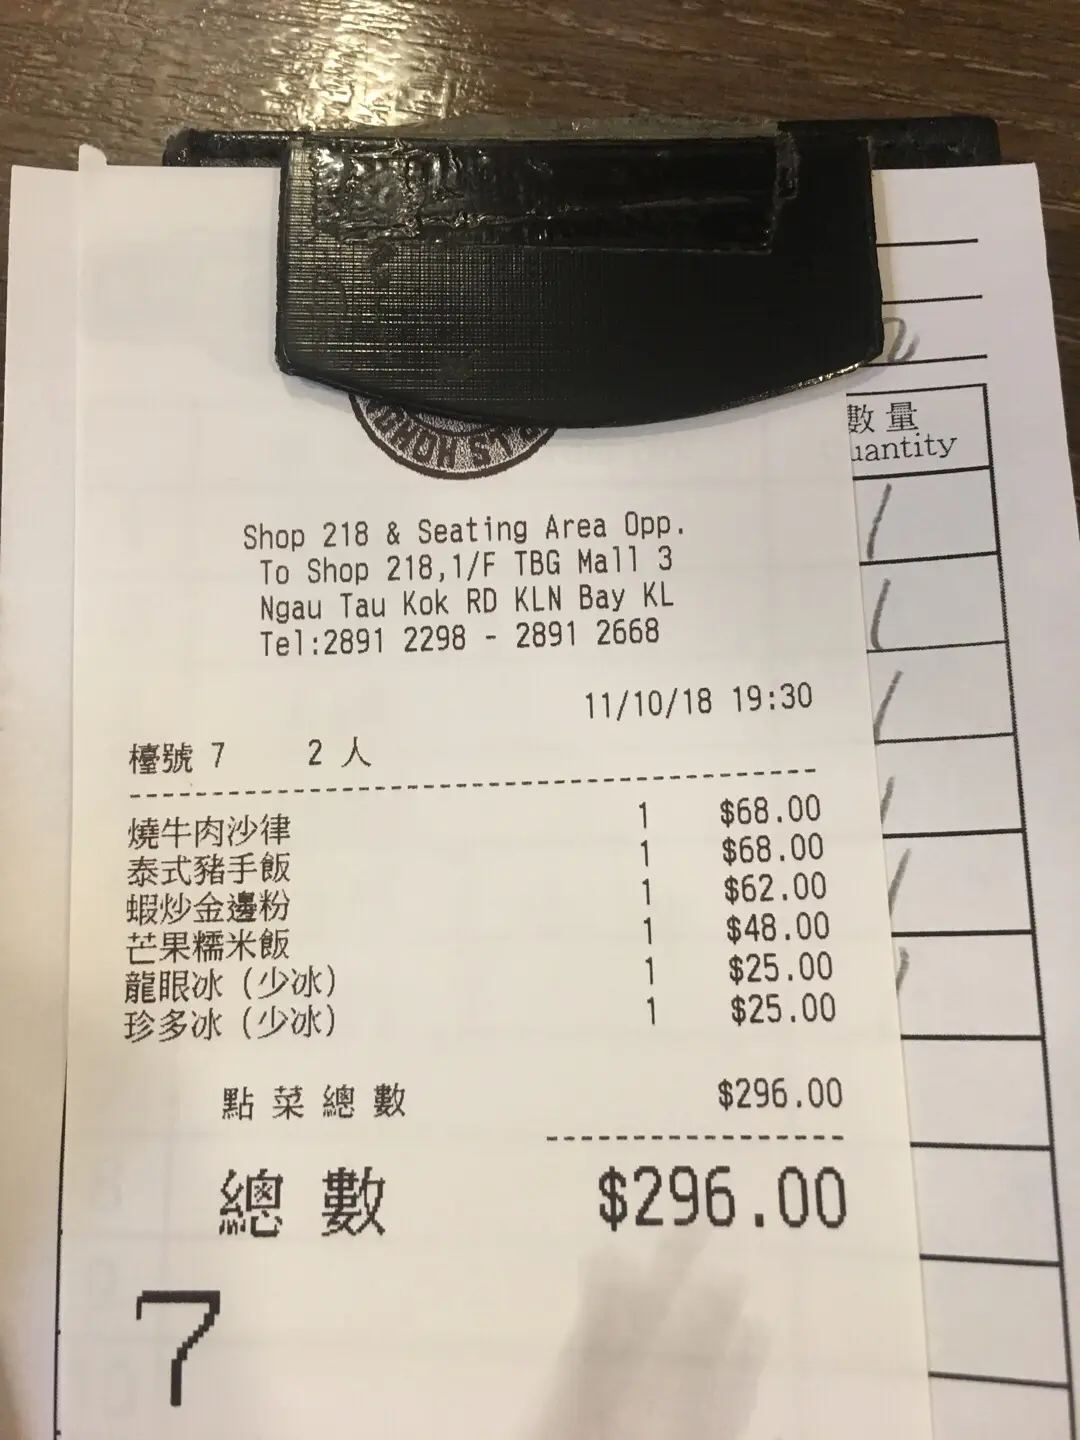 Shop 218 & Seating Area Opp.
To Shop 218,1/F TBG Mall 3
Ngau Tau Kok RD KLN Bay KL
Tel:2891 2298 - 2891 2668
11/10/18 19:30
檯號 7 2 人
燒牛肉沙律 1 $68.00
泰式豬手飯 1 $68.00
蝦炒金邊粉 1 $62.00
芒果糯米飯 1 $48.00
龍眼冰（少冰） 1 $25.00
珍多冰（少冰） 1 $25.00
點菜總數 $296.00
總數 $296.00
7
數量
uantity